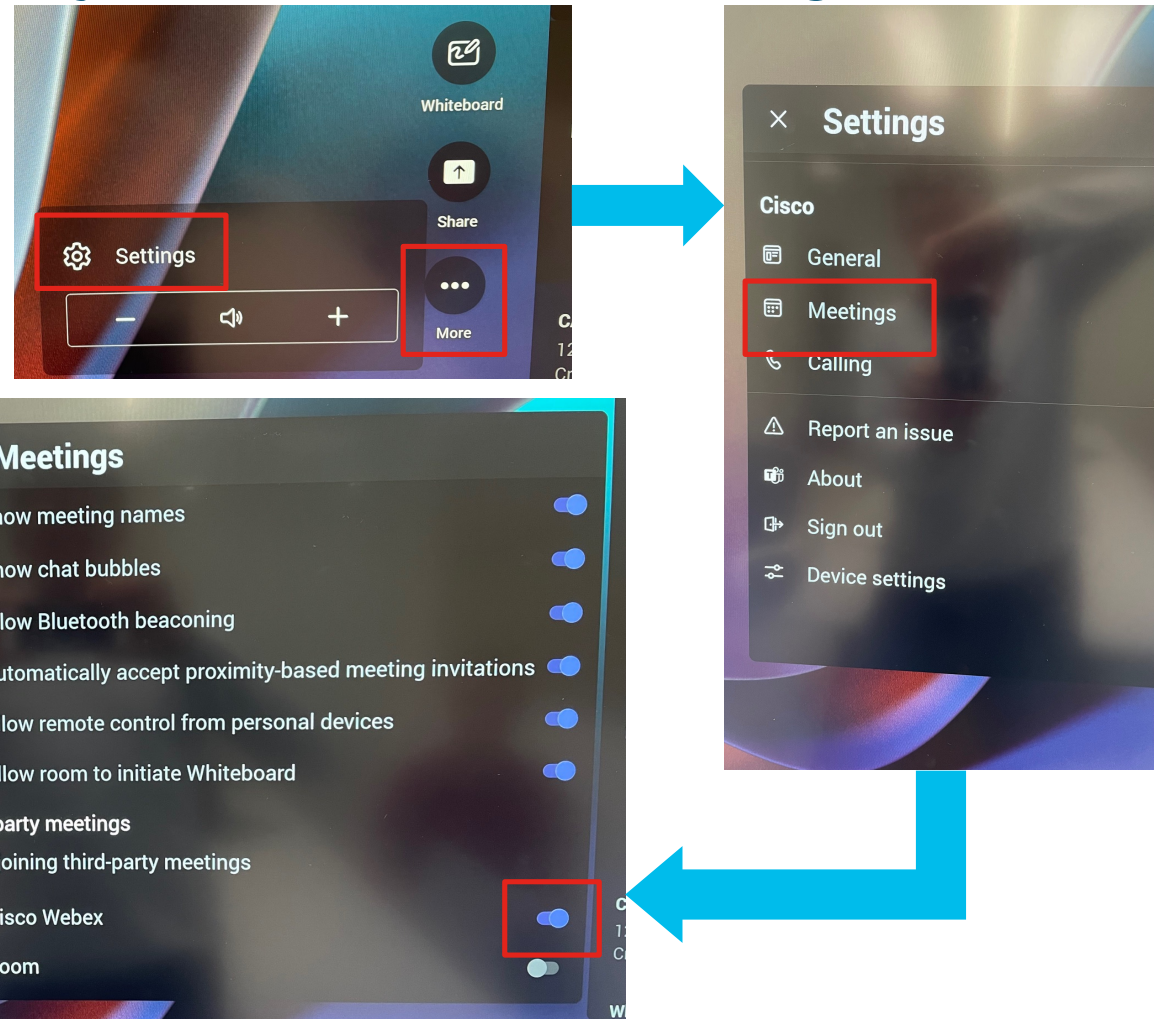 Whiteboard
Share
Settings
More
Settings
Cisco
General
Meetings
Calling
Report an issue
About
Sign out
Device settings
Meetings
how meeting names
how chat bubbles
llow Bluetooth beaconing
utomatically accept proximity-based meeting invitations
llow remote control from personal devices
llow room to initiate Whiteboard
party meetings
joining third-party meetings
isco Webex
oom